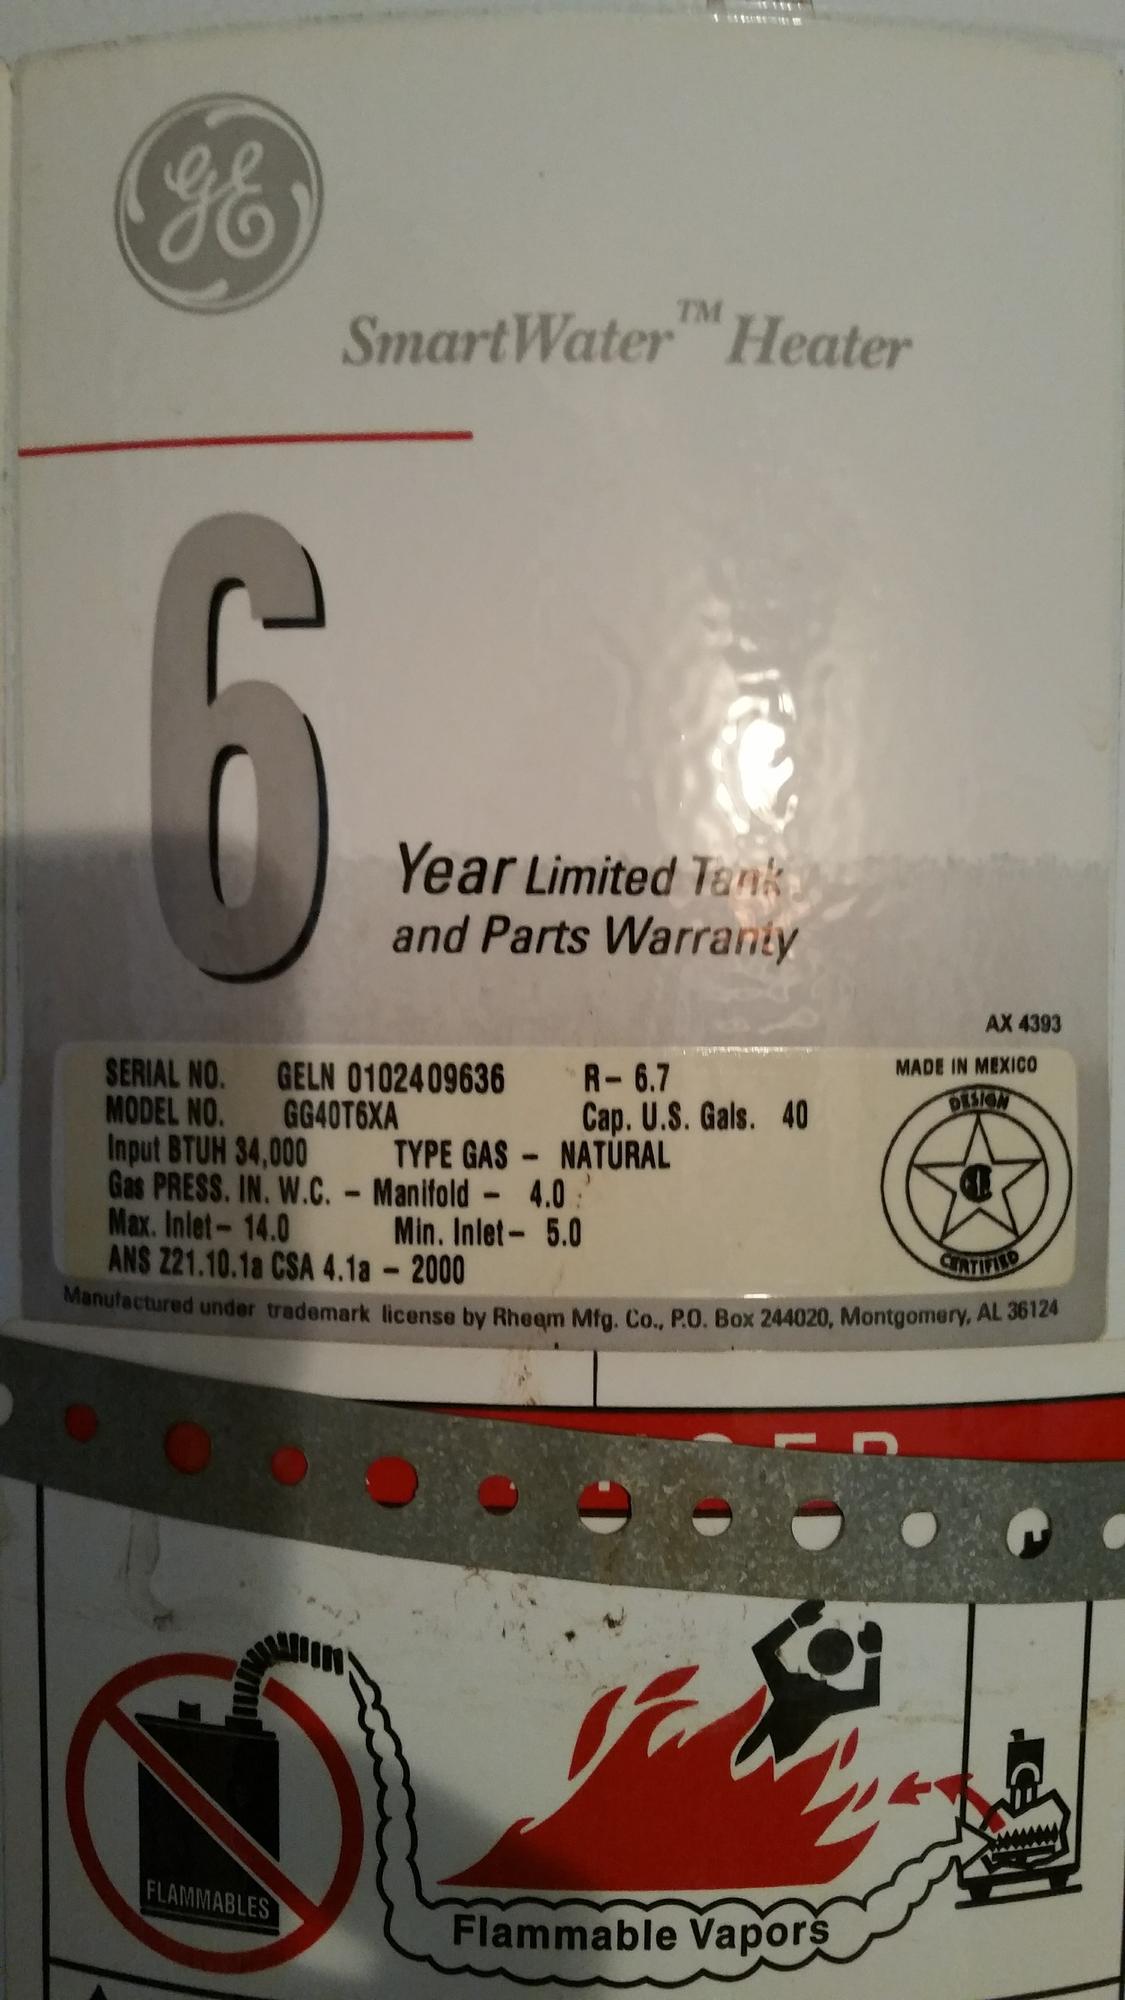 GE
SmartWater™ Heater
6
Year Limited Tank
and Parts Warranty
AX 4393
SERIAL NO. GELN 0102409636 R- 6.7
MODEL NO. GG40T6XA Cap. U.S. Gals. 40
Input BTUH 34,000 TYPE GAS - NATURAL
Gas PRESS. IN. W.C. - Manifold - 4.0
Max. Inlet- 14.0 Min. Inlet- 5.0
ANS Z21.10.1a CSA 4.1a - 2000
MADE IN MEXICO
DESIGN
CERTIFIED
Manufactured under trademark license by Rheem Mfg. Co., P.O. Box 244020, Montgomery, AL 36124
FLAMMABLES
Flammable Vapors